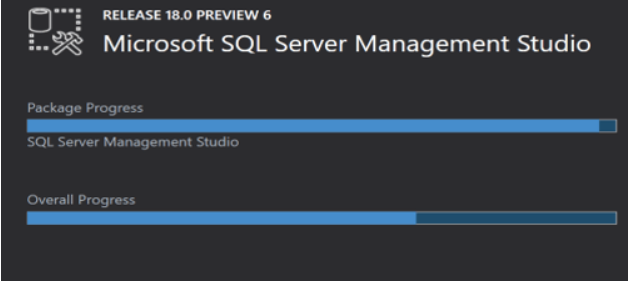 RELEASE 18.0 PREVIEW 6
Microsoft SQL Server Management Studio
Package Progress
SQL Server Management Studio
Overall Progress